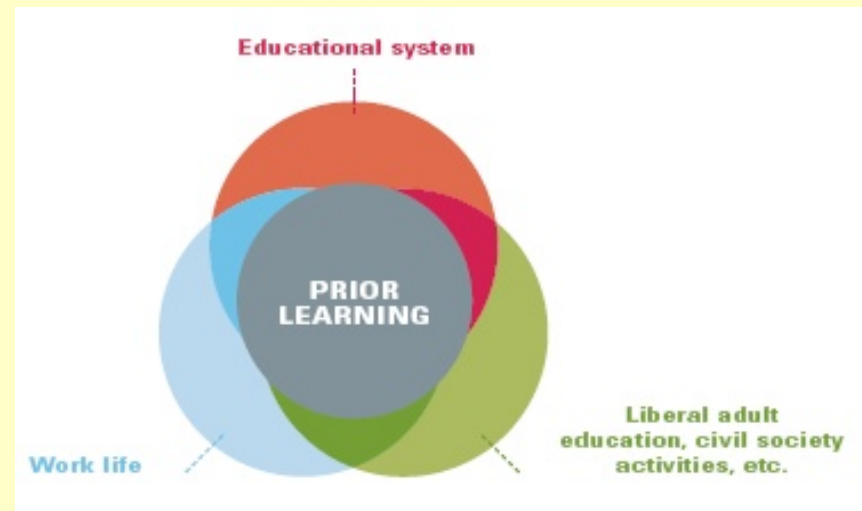 Educational system
PRIOR
LEARNING
Liberal adult
education, civil society
activities, etc.
Work life